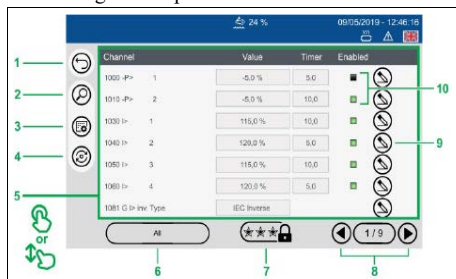 24 %
09/05/2019 - 12:46:16
Channel Value Timer Enabled
1000 -P> 1 -5,0 % 5,0
1010 -P> 2 -5,0 % 10,0
1030 I> 1 115,0 % 10,0
1040 I> 2 120,0 % 5,0
1050 I> 3 115,0 % 10,0
1060 I> 4 120,0 % 5,0
1081 G I> Inv. Type IEC Inverse
All
1 / 9
1
2
3
4
5
or
6
7
8
9
10